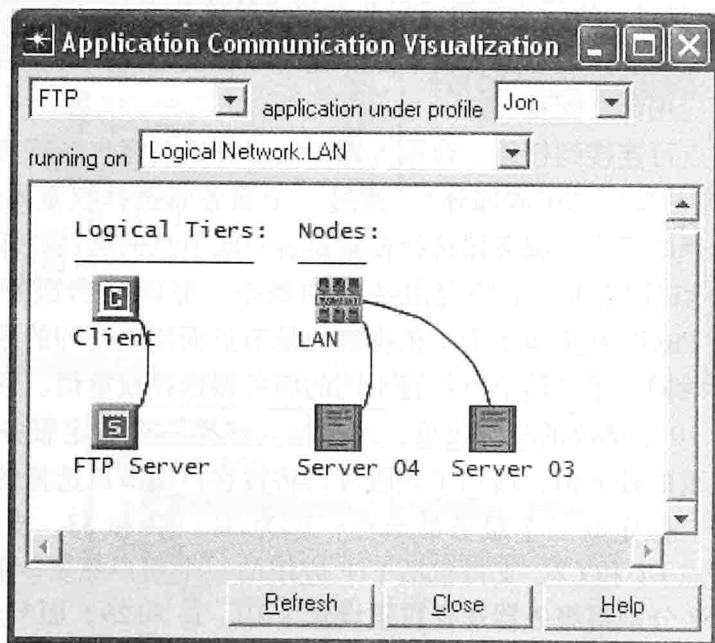 Application Communication Visualization
FTP application under profile Jon
running on Logical Network.LAN
Logical Tiers: Nodes:
C
Client LAN
S
FTP Server Server 04 Server 03
Refresh Close Help